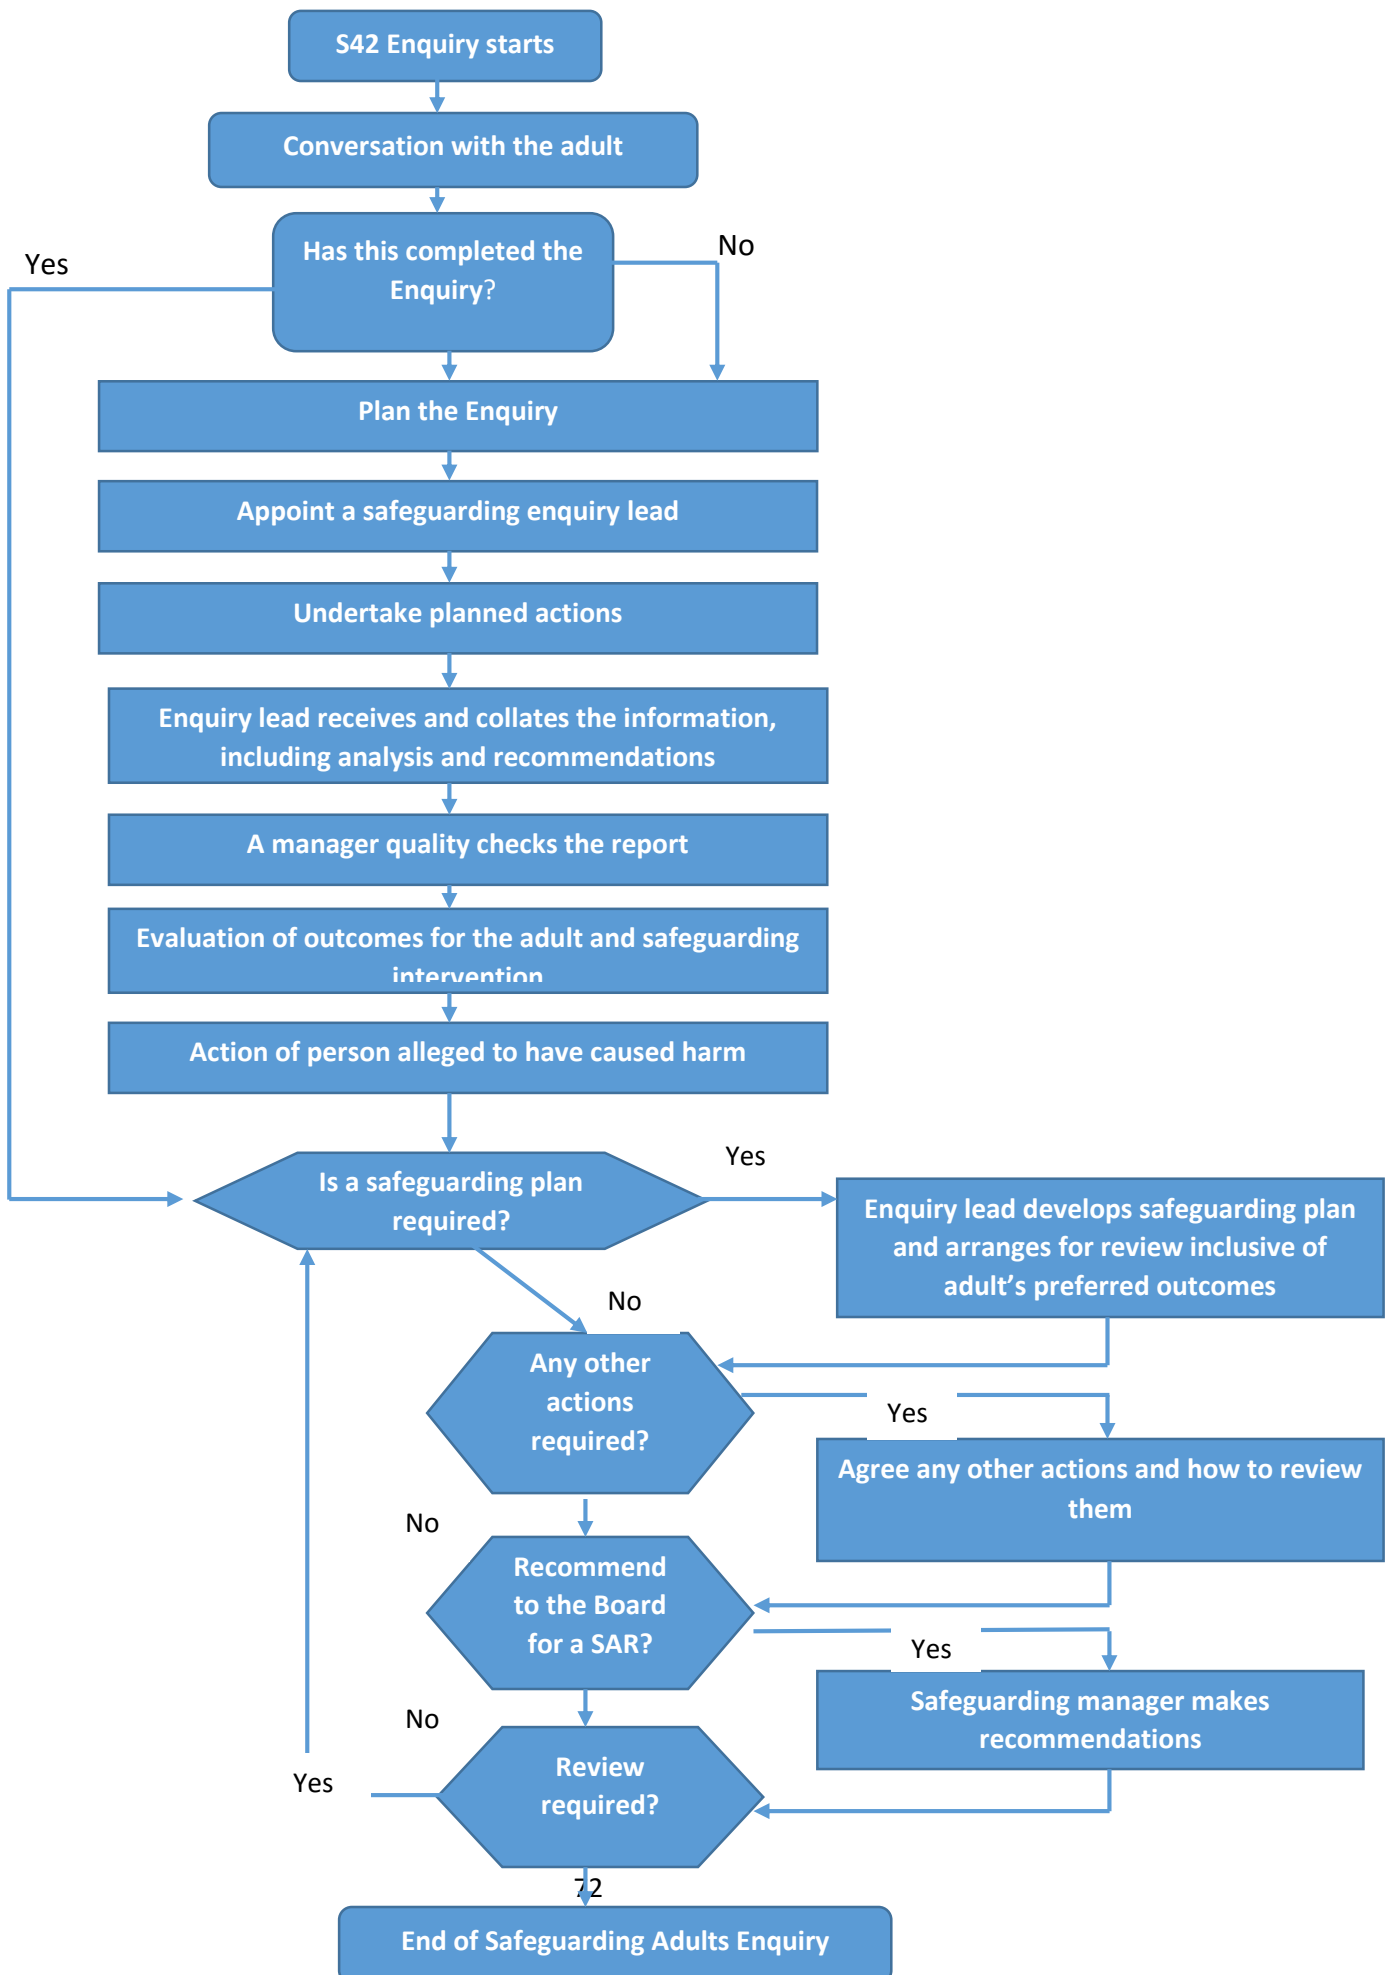 S42 Enquiry starts
Conversation with the adult
Has this completed the
Enquiry?
Yes
No
Plan the Enquiry
Appoint a safeguarding enquiry lead
Undertake planned actions
Enquiry lead receives and collates the information,
including analysis and recommendations
A manager quality checks the report
Evaluation of outcomes for the adult and safeguarding
intervention
Action of person alleged to have caused harm
Is a safeguarding plan
required?
Yes
Enquiry lead develops safeguarding plan
and arranges for review inclusive of
adult’s preferred outcomes
No
Any other
actions
required?
Yes
Agree any other actions and how to review
them
No
Recommend
to the Board
for a SAR?
Yes
Safeguarding manager makes
recommendations
No
Review
required?
Yes
72
End of Safeguarding Adults Enquiry